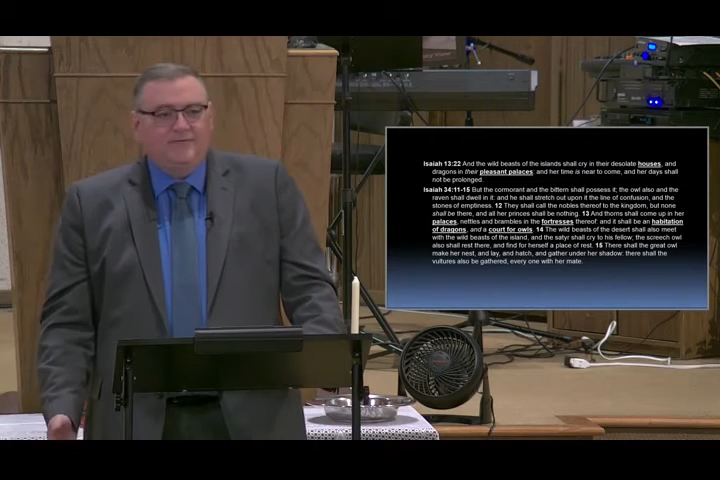 Isaiah 13:22 And the wild beasts of the islands shall cry in their desolate houses, and
dragons in their pleasant palaces: and her time is near to come, and her days shall
not be prolonged.
Isaiah 34:11-15 But the cormorant and the bittern shall possess it; the owl also and the
raven shall dwell in it: and he shall stretch out upon it the line of confusion, and the
stones of emptiness. 12 They shall call the nobles thereof to the kingdom, but none
shall be there, and all her princes shall be nothing. 13 And thorns shall come up in her
palaces, nettles and brambles in the fortresses thereof: and it shall be an habitation
of dragons, and a court for owls. 14 The wild beasts of the desert shall also meet
with the wild beasts of the island, and the satyr shall cry to his fellow; the screech owl
also shall rest there, and find for herself a place of rest. 15 There shall the great owl
make her nest, and lay, and hatch, and gather under her shadow: there shall the
vultures also be gathered, every one with her mate.